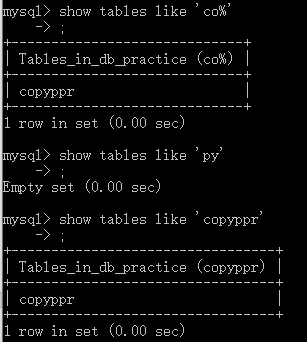 mysql> show tables like 'co%'
    -> ;
+----------------------------+
| Tables_in_db_practice (co%) |
+----------------------------+
| copyppr                     |
+----------------------------+
1 row in set (0.00 sec)

mysql> show tables like 'py'
    -> ;
Empty set (0.00 sec)

mysql> show tables like 'copyppr'
    -> ;
+---------------------------------+
| Tables_in_db_practice (copyppr) |
+---------------------------------+
| copyppr                         |
+---------------------------------+
1 row in set (0.00 sec)